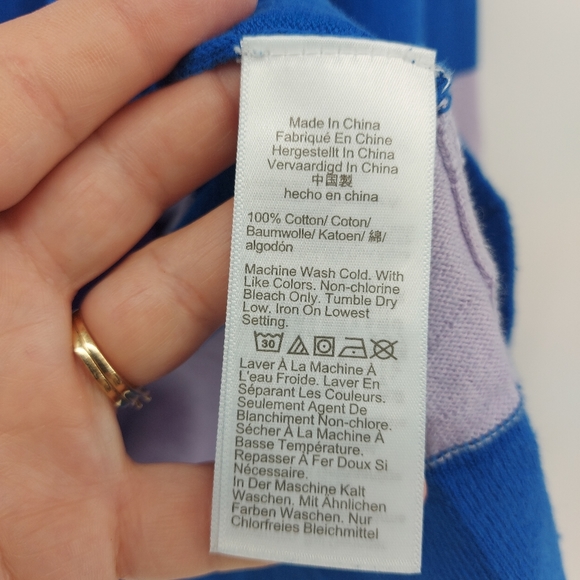 Made In China
Fabriqué En Chine
Hergestellt In China
Vervaardigd In China
中国製
hecho en china
100% Cotton/ Coton/
Baumwolle/ Katoen/ 綿/
algodón
Machine Wash Cold. With
Like Colors. Non-chlorine
Bleach Only. Tumble Dry
Low, Iron On Lowest
Setting.
30
Laver À La Machine À
L'eau Froide. Laver En
Séparant Les Couleurs.
Seulement Agent De
Blanchiment Non-chlore.
Sécher À La Machine À
Basse Température.
Repasser À Fer Doux Si
Nécessaire.
In Der Maschine Kalt
Waschen. Mit Ähnlichen
Farben Waschen. Nur
Chlorfreies Bleichmittel